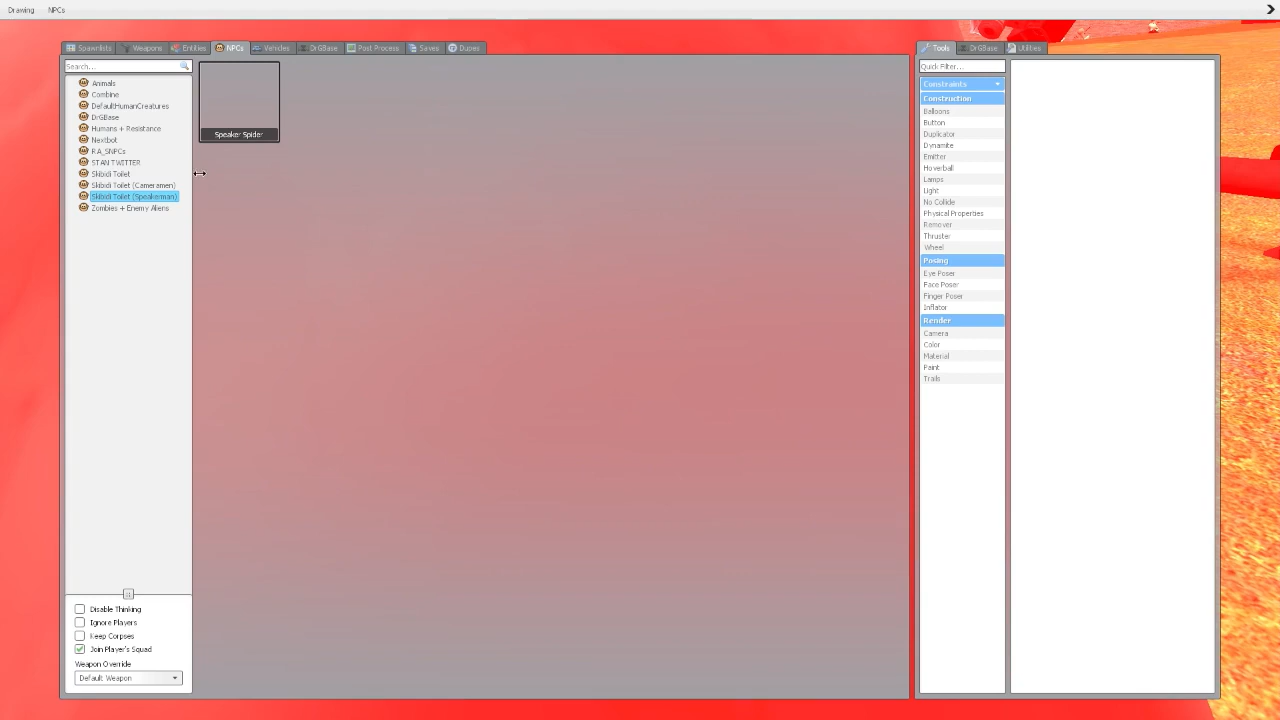 Drawing NPCs
Spawnlists Weapons Entities NPCs Vehicles DrGBase Post Process Saves Dupes
Search...
Animals
Combine
DefaultHumanCreatures
DrGBase
Humans + Resistance
Nextbot
RA_SNPCs
STAN TWITTER
Skibidi Toilet
Skibidi Toilet (Cameramen)
Skibidi Toilet (Speakerman)
Zombies + Enemy Aliens
Disable Thinking
Ignore Players
Keep Corpses
Join Player's Squad
Weapon Override
Default Weapon
Speaker Spider
Tools DrGBase Utilities
Quick Filter...
Constraints
Construction
Balloons
Button
Duplicator
Dynamite
Emitter
Hoverball
Lamps
Light
No Collide
Physical Properties
Remover
Thruster
Wheel
Posing
Eye Poser
Face Poser
Finger Poser
Inflator
Render
Camera
Color
Material
Paint
Trails